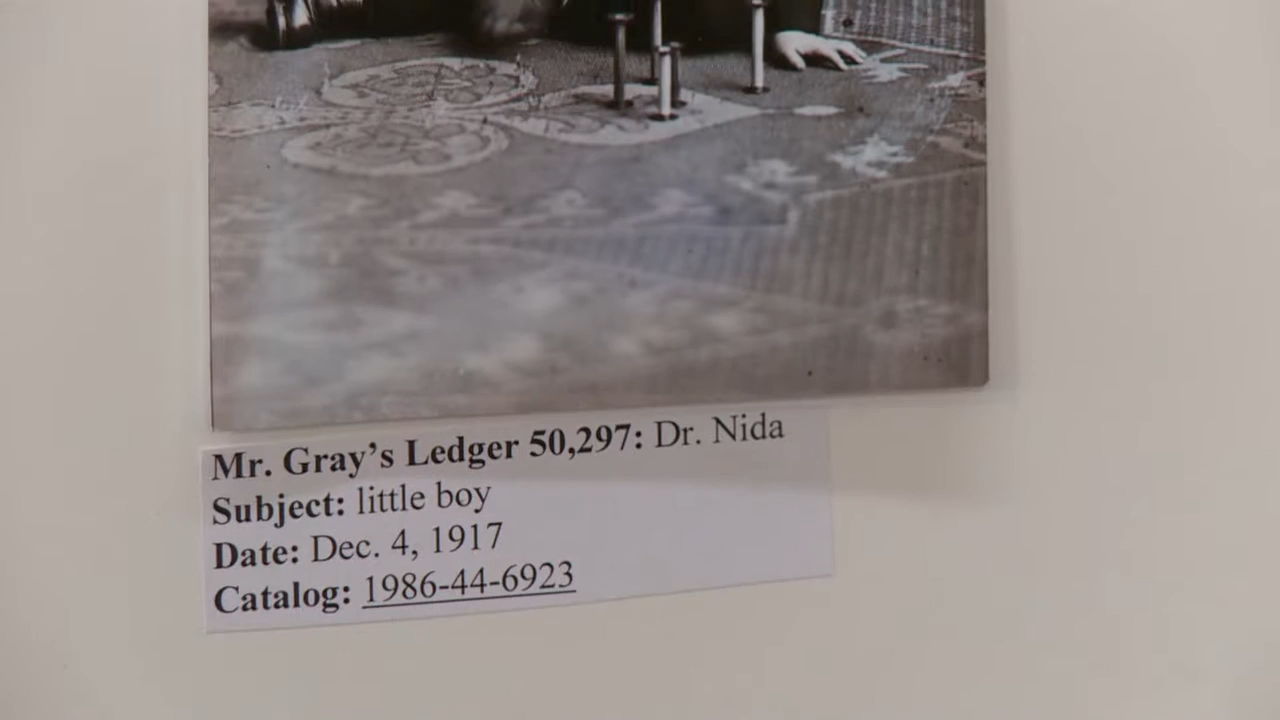 Mr. Gray’s Ledger 50,297: Dr. Nida
Subject: little boy
Date: Dec. 4, 1917
Catalog: 1986-44-6923